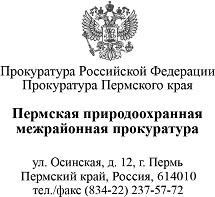 Прокуратура Российской Федерации
Прокуратура Пермского края
Пермская природоохранная
межрайонная прокуратура
ул. Осинская, д. 12, г. Пермь
Пермский край, Россия, 614010
тел./факс (834-22) 237-57-72